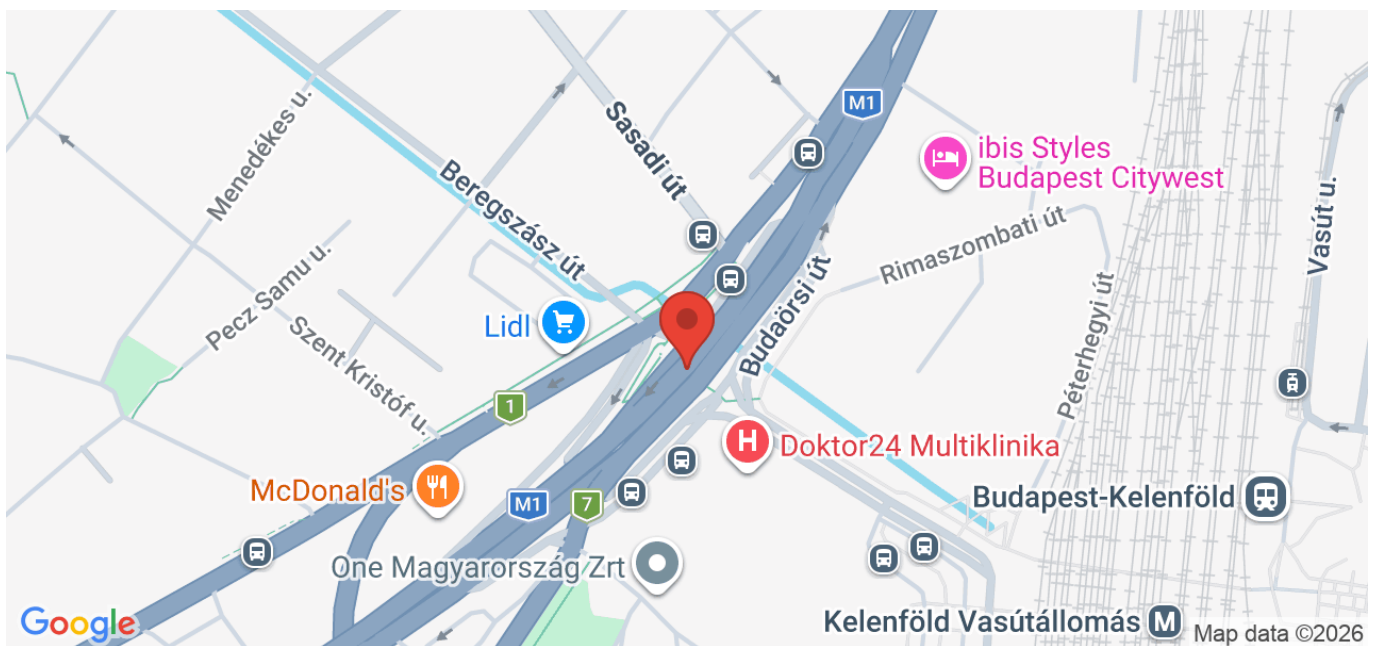 M1
ibis Styles
Budapest Citywest
Sasadi út
Menedékes u.
Beregszász út
Vasút u.
Rimaszombati út
Pecz Samu u.
Budaörsi út
Péterhegyi út
Lidl
Szent Kristóf u.
1
H
Doktor24 Multiklinika
McDonald's
M1
7
Budapest-Kelenföld
One Magyarország Zrt
Kelenföld Vasútállomás M
Google
Map data ©2026